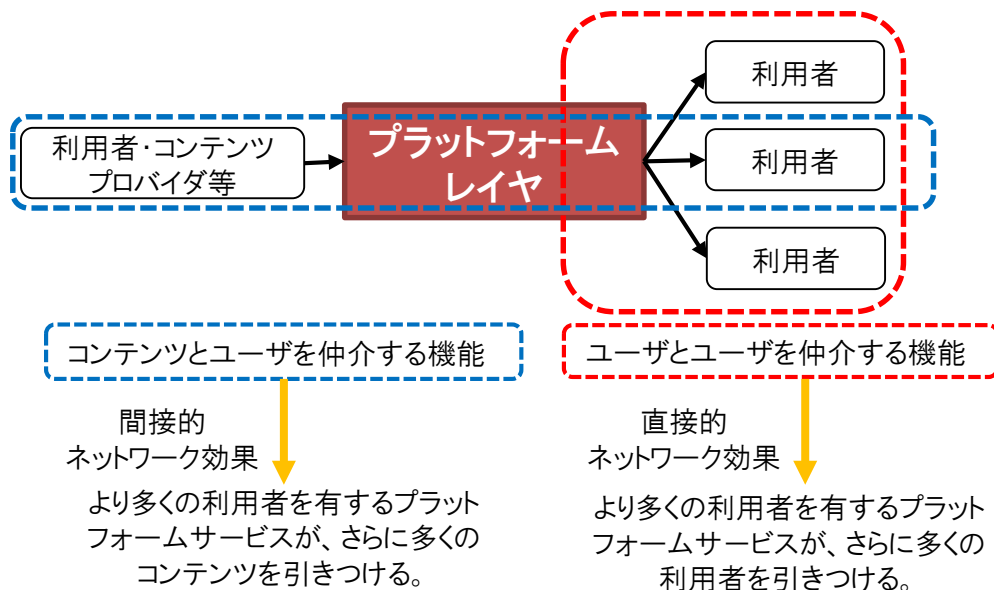 利用者
利用者・コンテンツ
プロバイダ等
プラットフォーム
レイヤ
利用者
利用者
コンテンツとユーザを仲介する機能
間接的
ネットワーク効果
より多くの利用者を有するプラット
フォームサービスが、さらに多くの
コンテンツを引きつける。
ユーザとユーザを仲介する機能
直接的
ネットワーク効果
より多くの利用者を有するプラット
フォームサービスが、さらに多くの
利用者を引きつける。